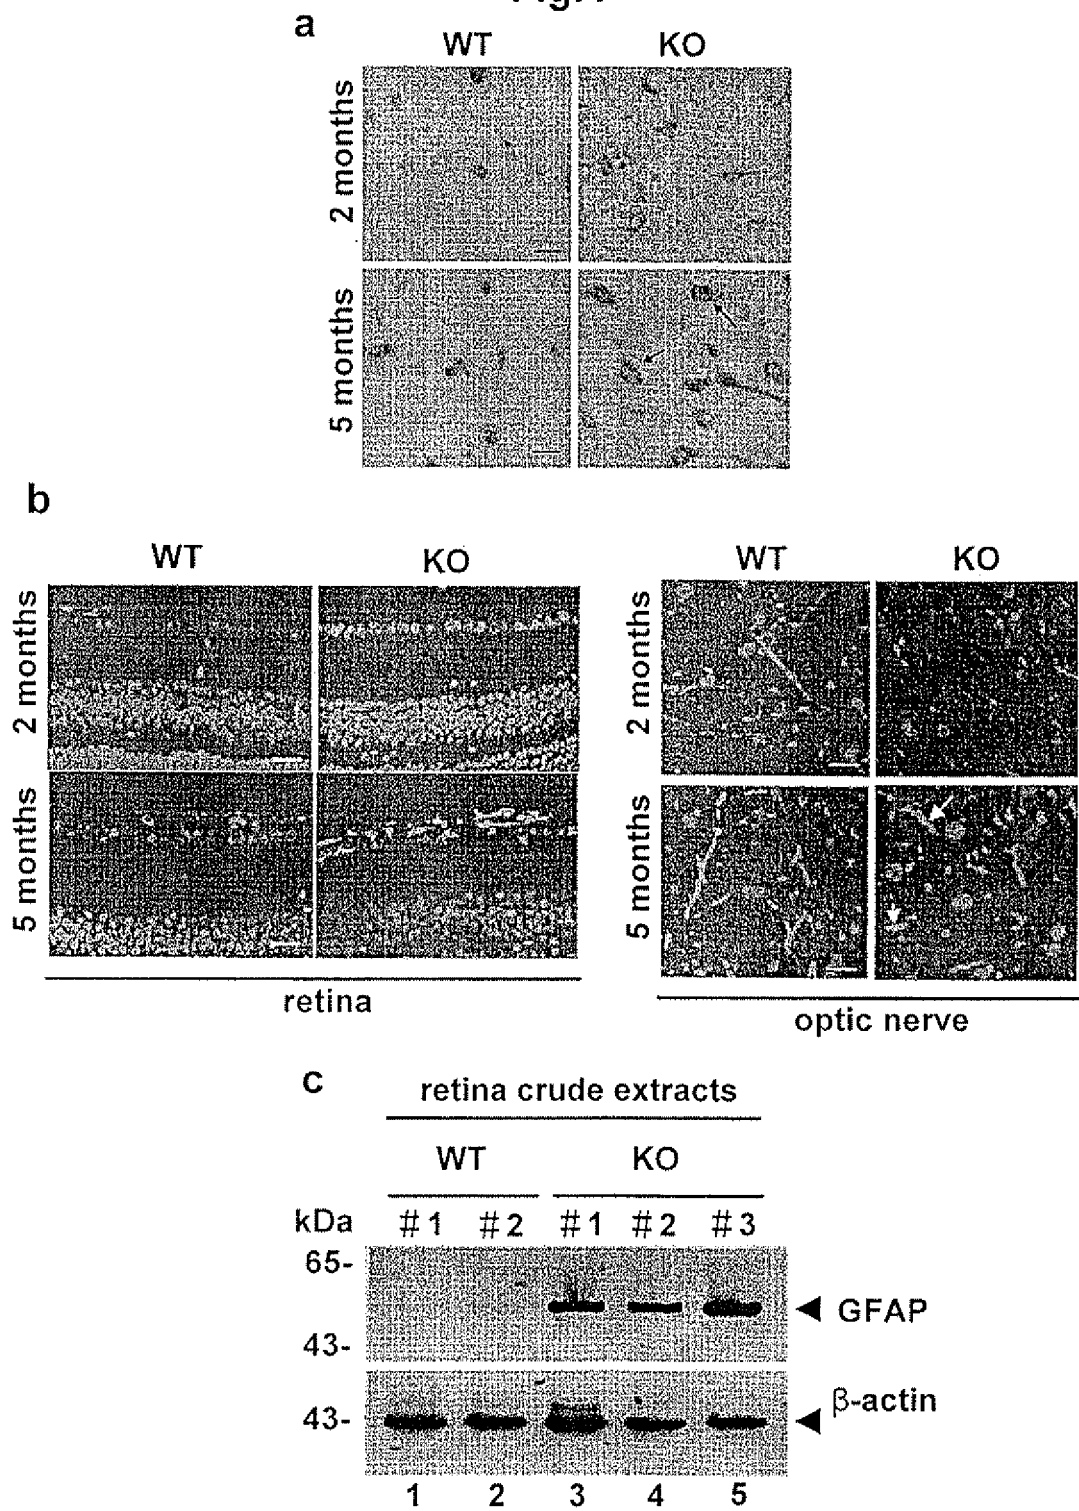 a
WT KO
2 months
5 months
b
WT KO WT KO
2 months 2 months
5 months 5 months
retina
optic nerve
c
retina crude extracts
WT KO
kDa #1 #2 #1 #2 #3
65-
GFAP
43-
β-actin
43-
1 2 3 4 5